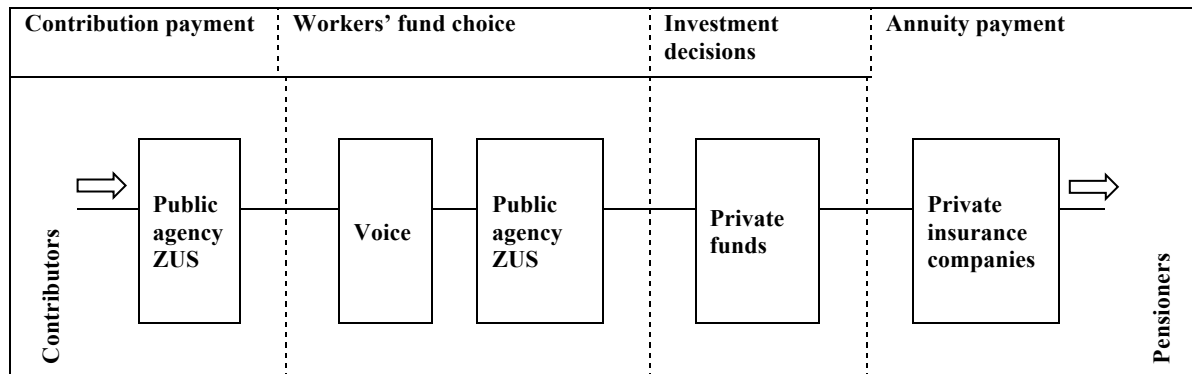 Contribution payment
Workers’ fund choice
Investment
decisions
Annuity payment
Contributors
Public
agency
ZUS
Voice
Public
agency
ZUS
Private
funds
Private
insurance
companies
Pensioners